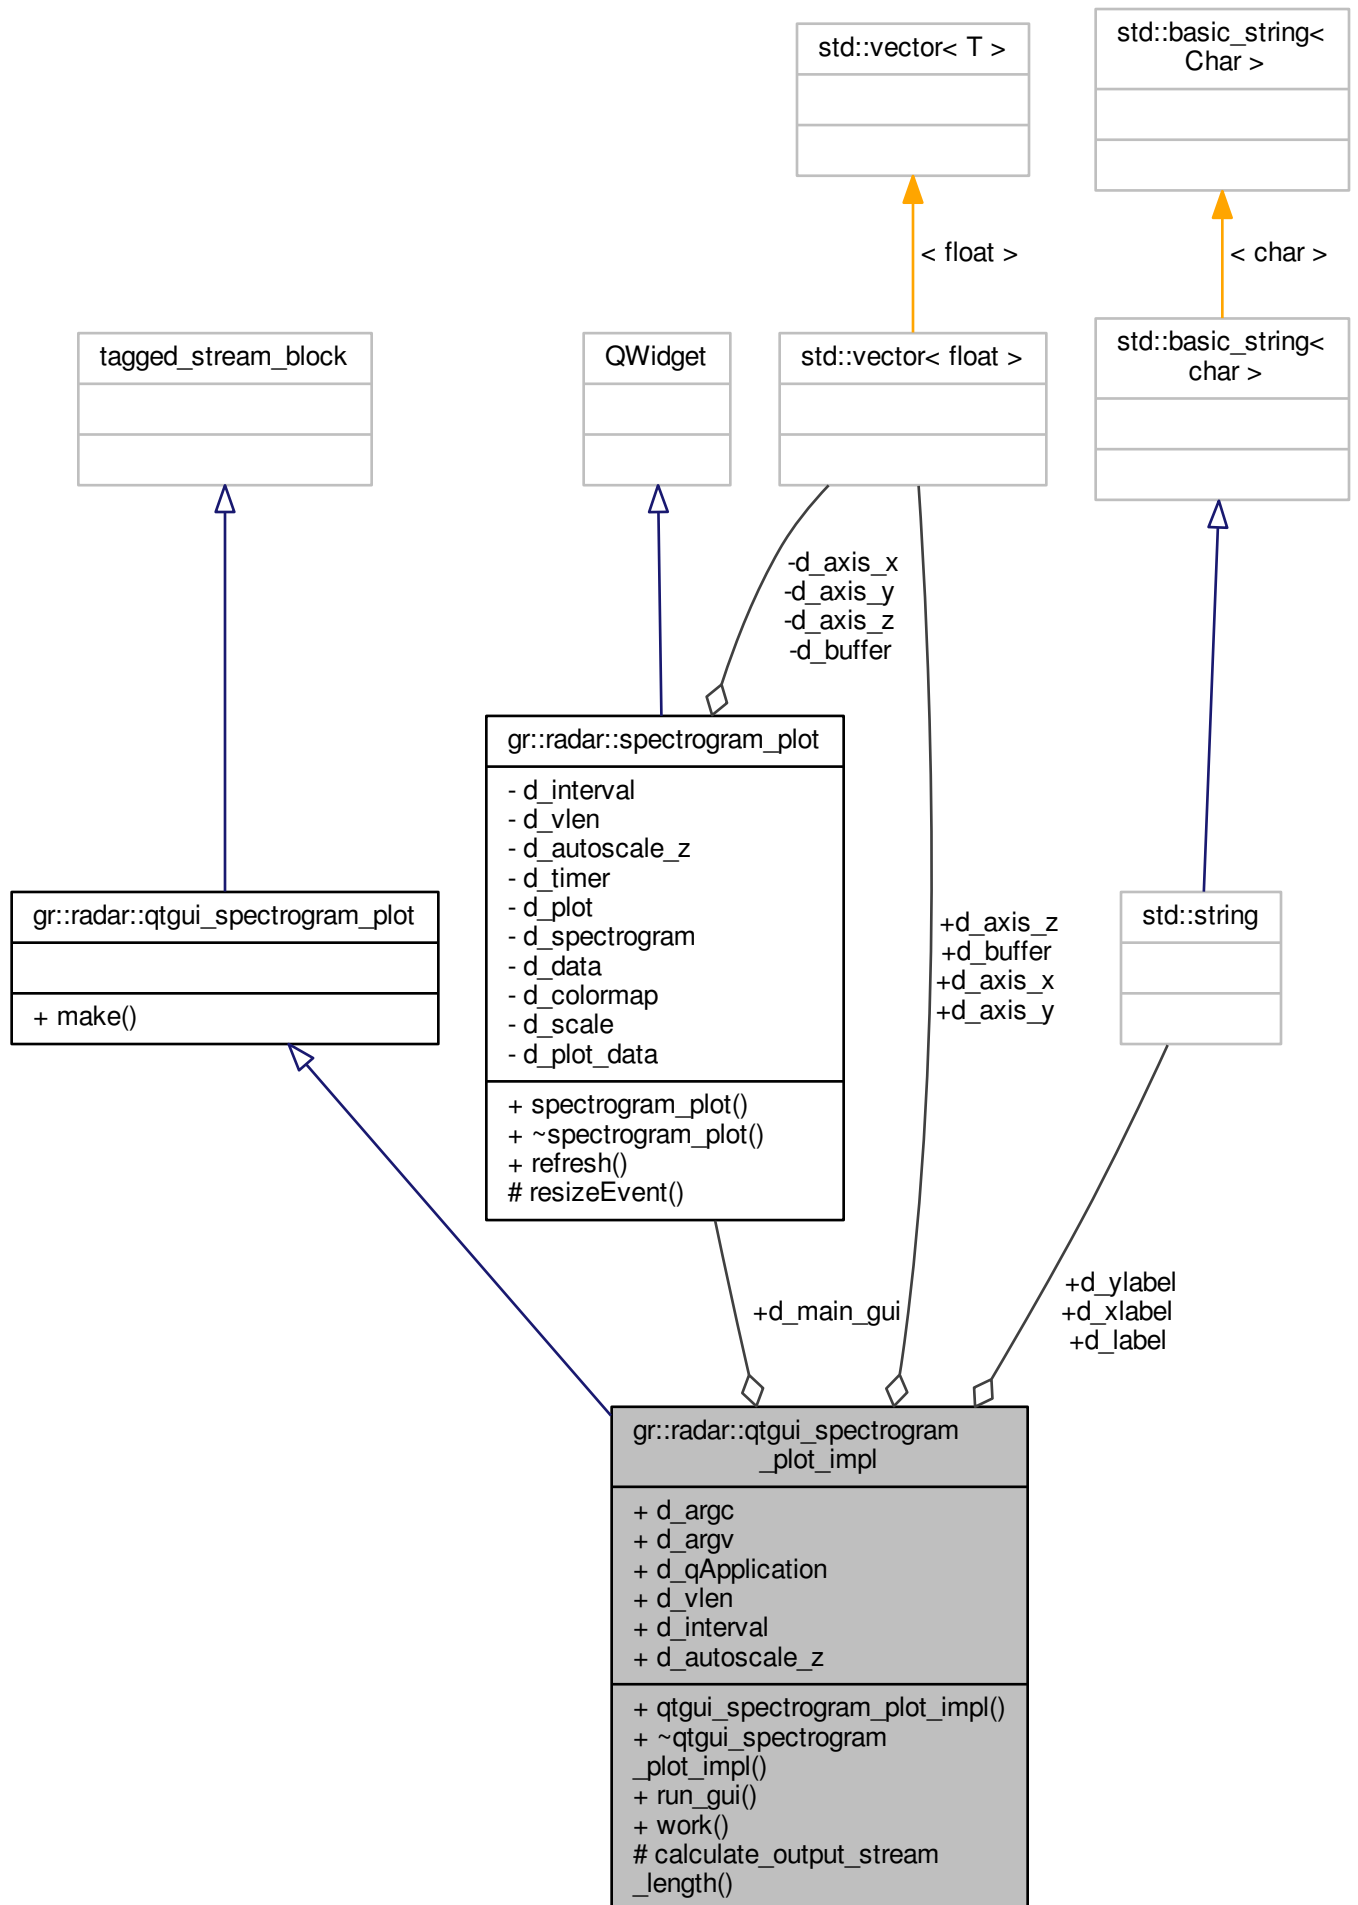 std::vector< T >
std::basic_string<
Char >
< float >
< char >
tagged_stream_block
QWidget
std::vector< float >
std::basic_string<
char >
-d_axis_x
-d_axis_y
-d_axis_z
-d_buffer
gr::radar::spectrogram_plot
- d_interval
- d_vlen
- d_autoscale_z
- d_timer
- d_plot
- d_spectrogram
- d_data
- d_colormap
- d_scale
- d_plot_data
+ spectrogram_plot()
+ ~spectrogram_plot()
+ refresh()
# resizeEvent()
gr::radar::qtgui_spectrogram_plot
+ make()
+d_axis_z
+d_buffer
+d_axis_x
+d_axis_y
std::string
+d_main_gui
+d_ylabel
+d_xlabel
+d_label
gr::radar::qtgui_spectrogram
_plot_impl
+ d_argc
+ d_argv
+ d_qApplication
+ d_vlen
+ d_interval
+ d_autoscale_z
+ qtgui_spectrogram_plot_impl()
+ ~qtgui_spectrogram
_plot_impl()
+ run_gui()
+ work()
# calculate_output_stream
_length()